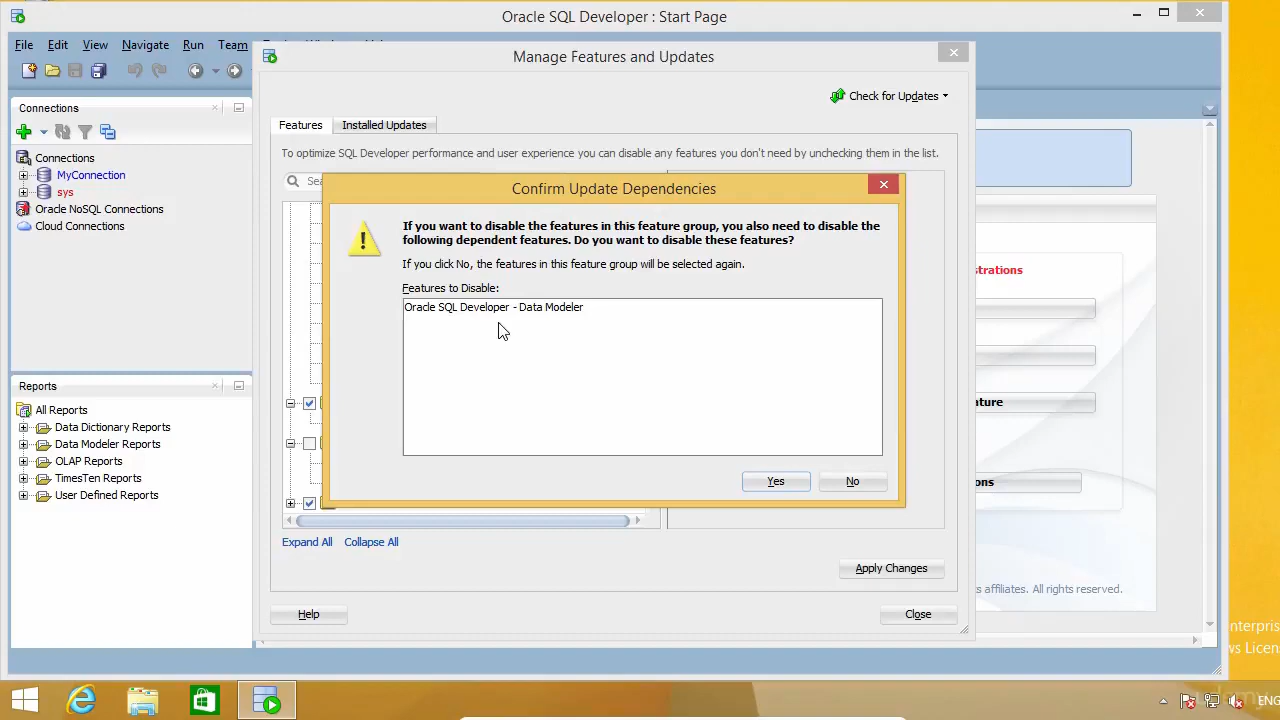 Oracle SQL Developer : Start Page
File Edit View Navigate Run Team
Manage Features and Updates
Check for Updates
Connections
Features Installed Updates
To optimize SQL Developer performance and user experience you can disable any features you don't need by unchecking them in the list.
Connections
MyConnection
sys
Oracle NoSQL Connections
Cloud Connections
Confirm Update Dependencies
If you want to disable the features in this feature group, you also need to disable the
following dependent features. Do you want to disable these features?
If you click No, the features in this feature group will be selected again.
Features to Disable:
Oracle SQL Developer - Data Modeler
Yes No
Expand All Collapse All
Apply Changes
Help Close
Reports
All Reports
Data Dictionary Reports
Data Modeler Reports
OLAP Reports
TimesTen Reports
User Defined Reports
affiliates. All rights reserved.
ENG